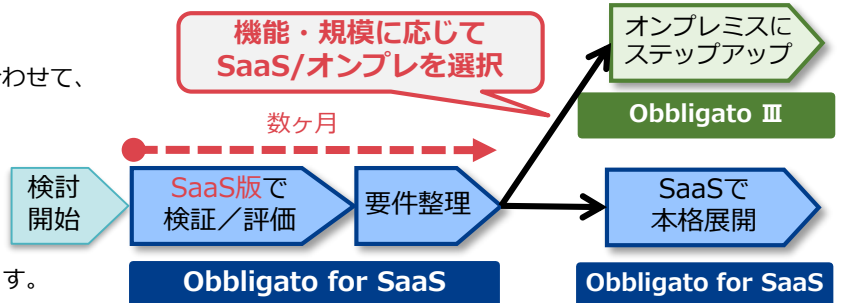 機能・規模に応じて
SaaS/オンプレを選択
オンプレミスに
ステップアップ
Obbligato Ⅲ
わせて、
数ヶ月
検討
開始
SaaS版で
検証／評価
要件整理
SaaSで
本格展開
す。
Obbligato for SaaS
Obbligato for SaaS